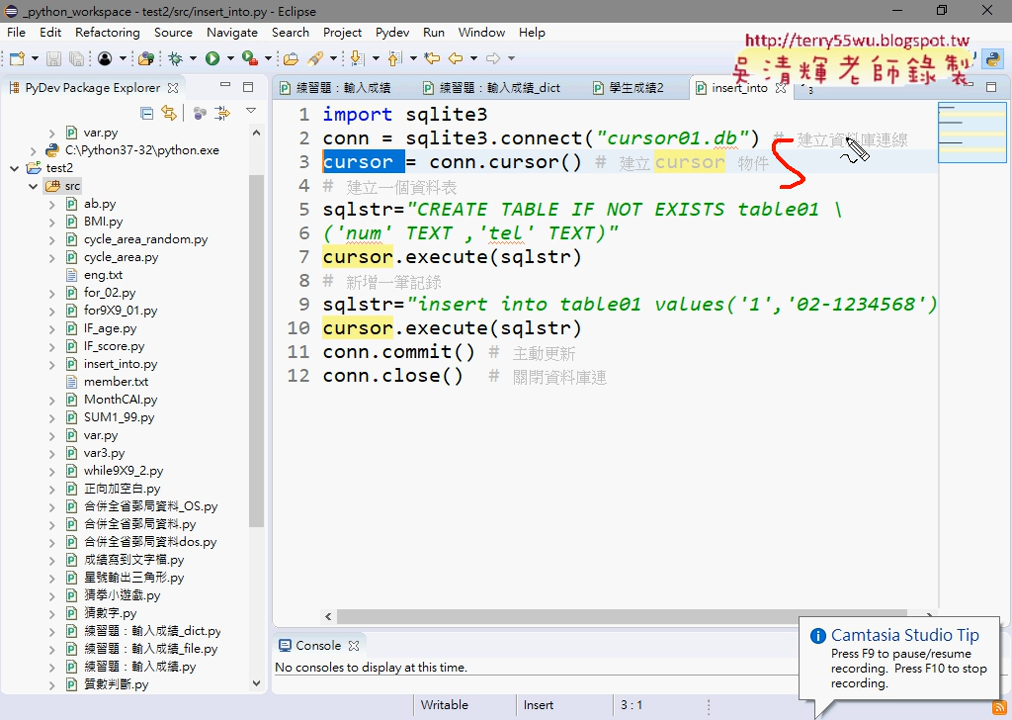 _python_workspace - test2/src/insert_into.py - Eclipse
File Edit Refactoring Source Navigate Search Project Pydev Run Window Help
http://terry55wu.blogspot.tw
吳清輝老師錄製
PyDev Package Explorer
練習題：輸入成績
練習題：輸入成績_dict
學生成績2
insert_into
3
var.py
C:\Python37-32\python.exe
test2
src
ab.py
BMI.py
cycle_area_random.py
cycle_area.py
eng.txt
for_02.py
for9X9_01.py
IF_age.py
IF_score.py
insert_into.py
member.txt
MonthCAI.py
SUM1_99.py
var.py
var3.py
while9X9_2.py
正向加空白.py
合併全省郵局資料_OS.py
合併全省郵局資料.py
合併全省郵局資料dos.py
成績寫到文字檔.py
星號輸出三角形.py
猜拳小遊戲.py
猜數字.py
練習題：輸入成績_dict.py
練習題：輸入成績_file.py
練習題：輸入成績.py
質數判斷.py
1 import sqlite3
2 conn = sqlite3.connect("cursor01.db") # 建立資料庫連線
3 cursor = conn.cursor() # 建立 cursor 物件
4 # 建立一個資料表
5 sqlstr="CREATE TABLE IF NOT EXISTS table01 \
6 ('num' TEXT ,'tel' TEXT)"
7 cursor.execute(sqlstr)
8 # 新增一筆記錄
9 sqlstr="insert into table01 values('1','02-1234568')
10 cursor.execute(sqlstr)
11 conn.commit() # 主動更新
12 conn.close() # 關閉資料庫連
Console
No consoles to display at this time.
Camtasia Studio Tip
Press F9 to pause/resume
recording. Press F10 to stop
recording.
Writable Insert 3 : 1